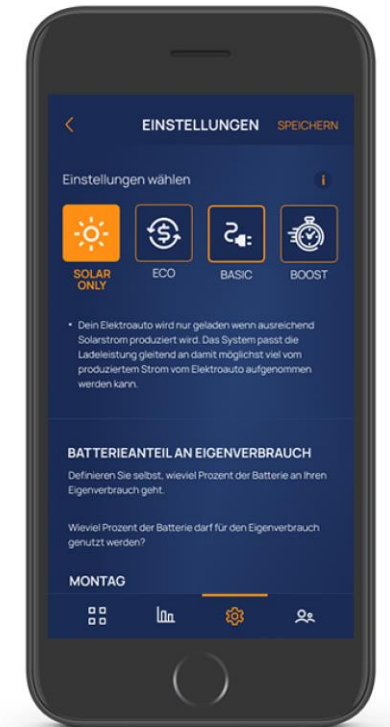 EINSTELLUNGEN SPEICHERN
Einstellungen wählen i
SOLAR ONLY ECO BASIC BOOST
• Dein Elektroauto wird nur geladen wenn ausreichend
Solarstrom produziert wird. Das System passt die
Ladeleistung gleitend an damit möglichst viel vom
produziertem Strom vom Elektroauto aufgenommen
werden kann.
BATTERIEANTEIL AN EIGENVERBRAUCH
Definieren Sie selbst, wieviel Prozent der Batterie an Ihren
Eigenverbrauch geht.
Wieviel Prozent der Batterie darf für den Eigenverbrauch
genutzt werden?
MONTAG